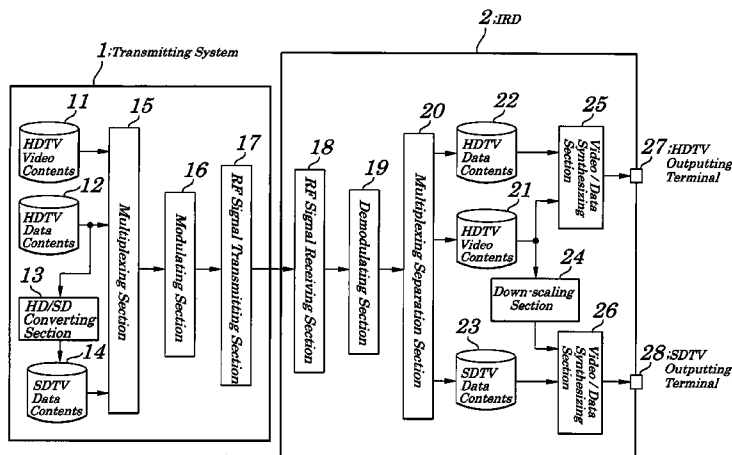 1;Transmitting System
2;IRD
11
HDTV
Video
Contents
12
HDTV
Data
Contents
13
HD/SD
Converting
Section
14
SDTV
Data
Contents
15
Multiplexing Section
16
Modulating Section
17
RF Signal Transmitting Section
18
RF Signal Receiving Section
19
Demodulating Section
20
Multiplexing Separation Section
22
HDTV
Data
Contents
21
HDTV
Video
Contents
23
SDTV
Data
Contents
24
Down-scaling
Section
25
Video / Data
Synthesizing
Section
26
Video / Data
Synthesizing
Section
27;HDTV
Outputting
Terminal
28;SDTV
Outputting
Terminal